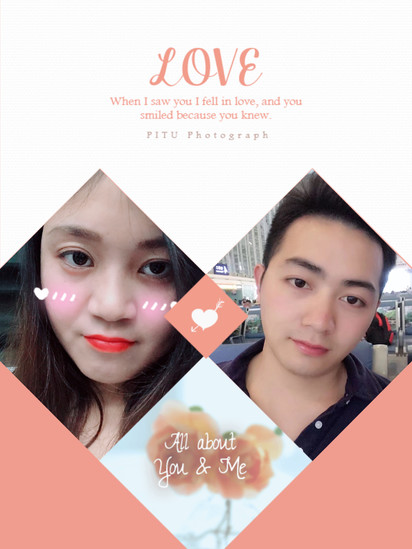 LOVE
When I saw you I fell in love, and you
smiled because you knew.
PITU Photograph
All about
You & Me